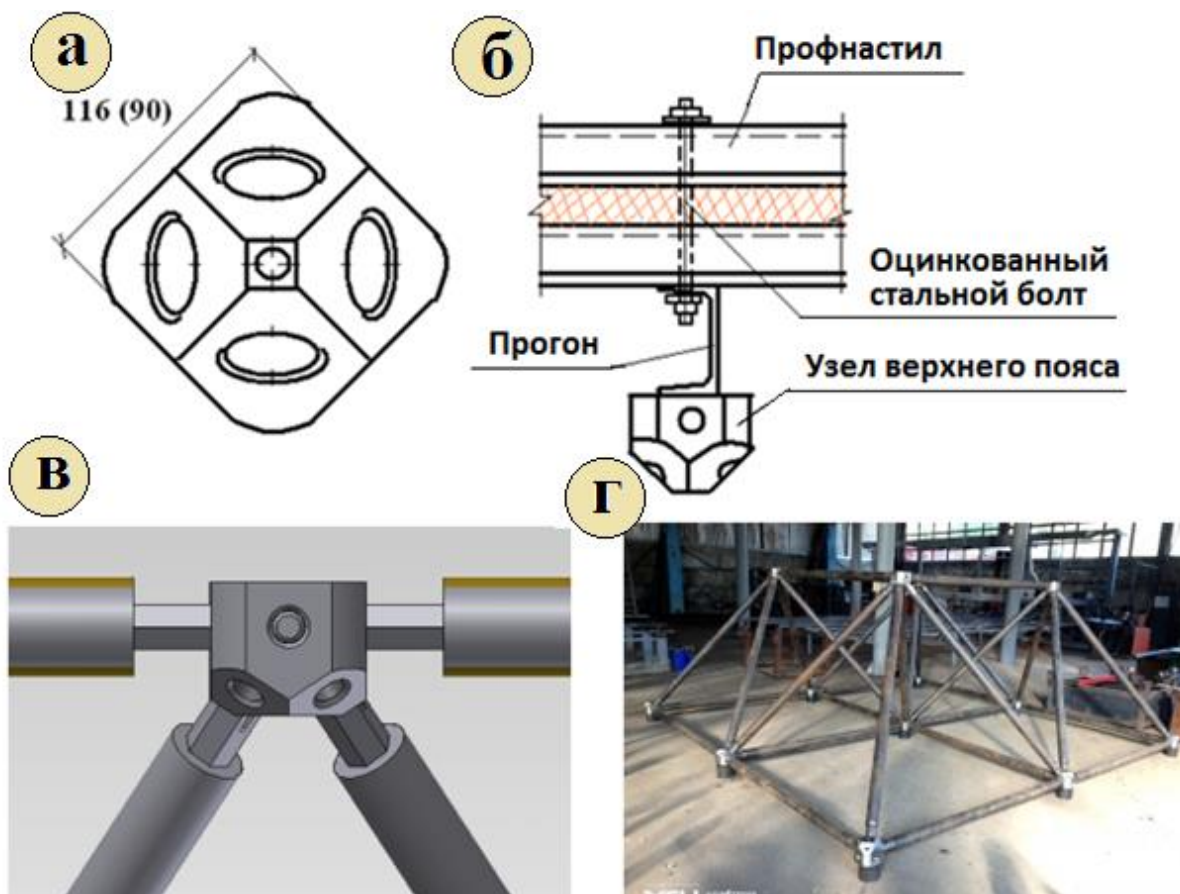 а
116 (90)
б
Профнастил
Оцинкованный
стальной болт
Прогон
Узел верхнего пояса
в
г